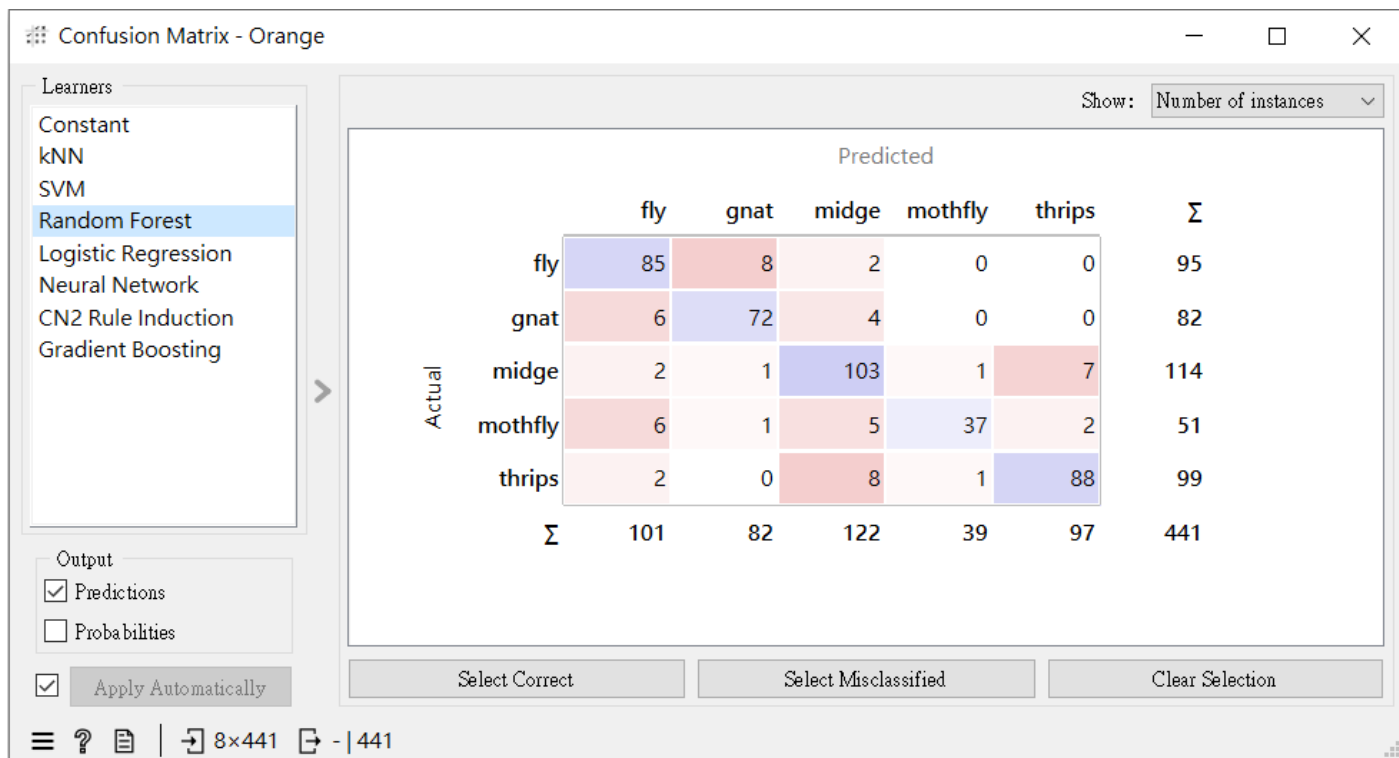 Confusion Matrix - Orange
Learners
Constant
kNN
SVM
Random Forest
Logistic Regression
Neural Network
CN2 Rule Induction
Gradient Boosting
Output
Predictions
Probabilities
Apply Automatically
Show: Number of instances
Predicted
fly gnat midge mothfly thrips Σ
Actual
fly 85 8 2 0 0 95
gnat 6 72 4 0 0 82
midge 2 1 103 1 7 114
mothfly 6 1 5 37 2 51
thrips 2 0 8 1 88 99
Σ 101 82 122 39 97 441
Select Correct Select Misclassified Clear Selection
? 8×441 - | 441